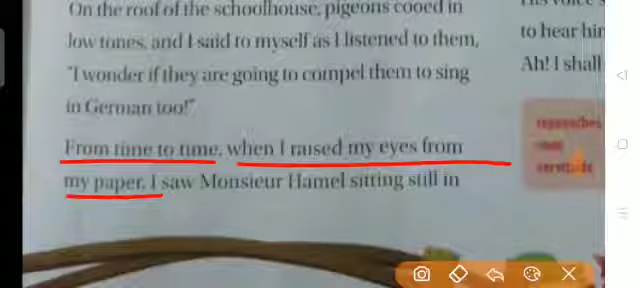 On the roof of the schoolhouse, pigeons cooed in
low tones, and I said to myself as I listened to them,
"I wonder if they are going to compel them to sing
in German too!"
From time to time, when I raised my eyes from
my paper, I saw Monsieur Hamel sitting still in
to hear him
Ah! I shall
reproaches